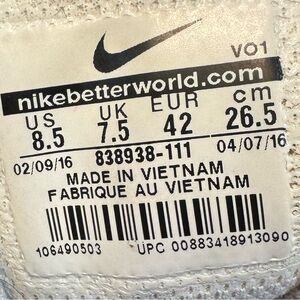 VO1
nikebetterworld.com
US UK EUR cm
8.5 7.5 42 26.5
02/09/16 838938-111 04/07/16
MADE IN VIETNAM
FABRIQUE AU VIETNAM
106490503 UPC 00883418913090